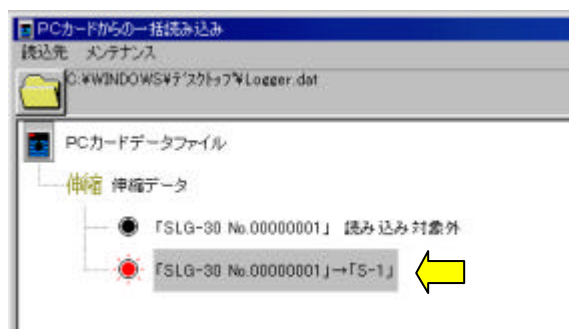 PCカードからの一括読み込み
読込先 メンテナンス
C:¥WINDOWS¥デスクトップ¥Logger.dat
PCカードデータファイル
伸縮 伸縮データ
「SLG-30 No.00000001」 読み込み対象外
「SLG-30 No.00000001」→「S-1」